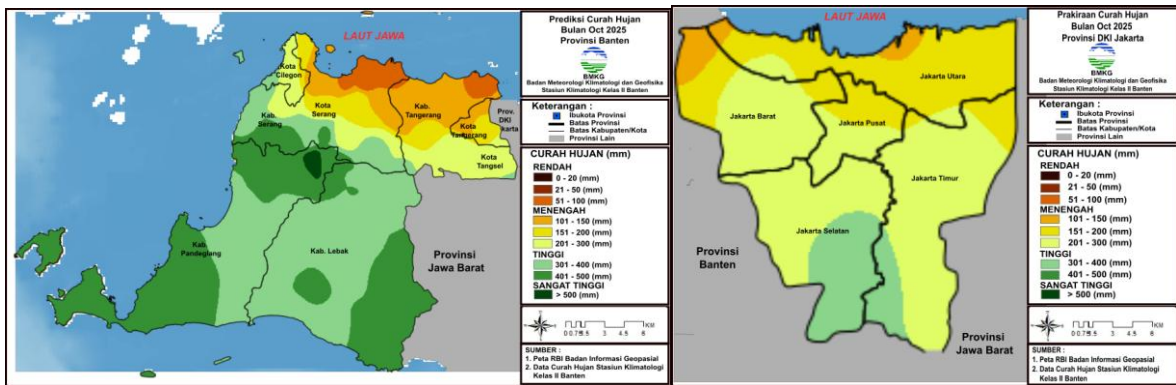 LAUT JAWA
Kota
Cilegon
Kab.
Serang
Kota
Serang
Kab.
Tangerang
Kota
Tangerang
Prov.
DKI
Kota
Tangsel
Kab.
Pandeglang
Kab. Lebak
Provinsi
Jawa Barat
Prediksi Curah Hujan
Bulan Oct 2025
Provinsi Banten
BMKG
Badan Meteorologi Klimatologi dan Geofisika
Stasiun Klimatologi Kelas II Banten
Keterangan :
Ibukota Provinsi
Batas Provinsi
Batas Kabupaten/Kota
Provinsi Lain
CURAH HUJAN (mm)
RENDAH
0 - 20 (mm)
21 - 50 (mm)
51 - 100 (mm)
MENENGAH
101 - 150 (mm)
151 - 200 (mm)
201 - 300 (mm)
TINGGI
301 - 400 (mm)
401 - 500 (mm)
SANGAT TINGGI
> 500 (mm)
KM
SUMBER :
1. Peta RBI Badan Informasi Geopasial
2. Data Curah Hujan Stasiun Klimatologi
Kelas II Banten
LAUT JAWA
Jakarta Utara
Jakarta Barat
Jakarta Pusat
Jakarta Timur
Jakarta Selatan
Provinsi
Banten
Provinsi
Jawa Barat
Prakiraan Curah Hujan
Bulan Oct 2025
Provinsi DKI Jakarta
BMKG
Badan Meteorologi Klimatologi dan Geofisika
Stasiun Klimatologi Kelas II Banten
Keterangan :
Ibukota Provinsi
Batas Provinsi
Batas Kabupaten/Kota
Provinsi Lain
CURAH HUJAN (mm)
RENDAH
0 - 20 (mm)
21 - 50 (mm)
51 - 100 (mm)
MENENGAH
101 - 150 (mm)
151 - 200 (mm)
201 - 300 (mm)
TINGGI
301 - 400 (mm)
401 - 500 (mm)
SANGAT TINGGI
> 500 (mm)
KM
SUMBER :
1. Peta RBI Badan Informasi Geopasial
2. Data Curah Hujan Stasiun Klimatologi
Kelas II Banten